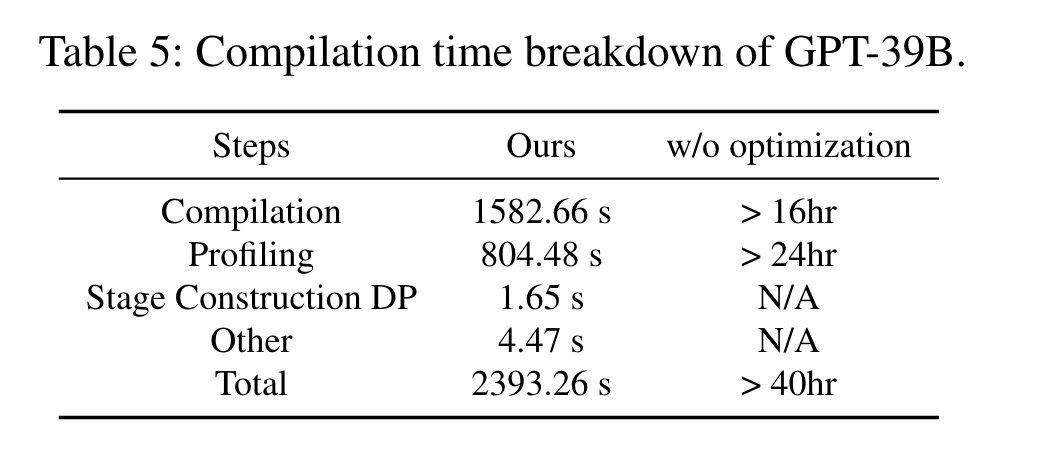 Table 5: Compilation time breakdown of GPT-39B.
Steps Ours w/o optimization
Compilation 1582.66 s > 16hr
Profiling 804.48 s > 24hr
Stage Construction DP 1.65 s N/A
Other 4.47 s N/A
Total 2393.26 s > 40hr